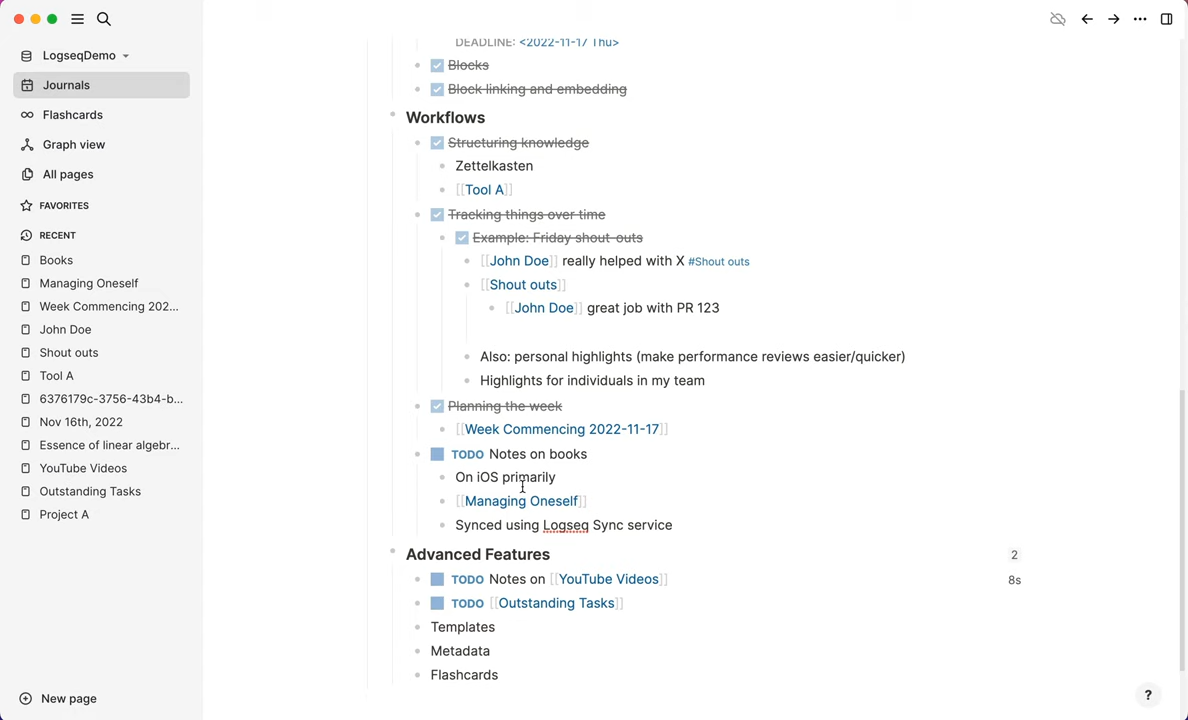 LogseqDemo
Journals
Flashcards
Graph view
All pages
FAVORITES
RECENT
Books
Managing Oneself
Week Commencing 202...
John Doe
Shout outs
Tool A
6376179c-3756-43b4-b...
Nov 16th, 2022
Essence of linear algebr...
YouTube Videos
Outstanding Tasks
Project A
New page
DEADLINE: <2022-11-17 Thu>
Blocks
Block linking and embedding
Workflows
Structuring knowledge
Zettelkasten
[[Tool A]]
Tracking things over time
Example: Friday shout-outs
[[John Doe]] really helped with X #Shout outs
[[Shout outs]]
[[John Doe]] great job with PR 123
Also: personal highlights (make performance reviews easier/quicker)
Highlights for individuals in my team
Planning the week
[[Week Commencing 2022-11-17]]
TODO Notes on books
On iOS primarily
[[Managing Oneself]]
Synced using Logseq Sync service
Advanced Features 2
TODO Notes on [[YouTube Videos]] 8s
TODO [[Outstanding Tasks]]
Templates
Metadata
Flashcards
?